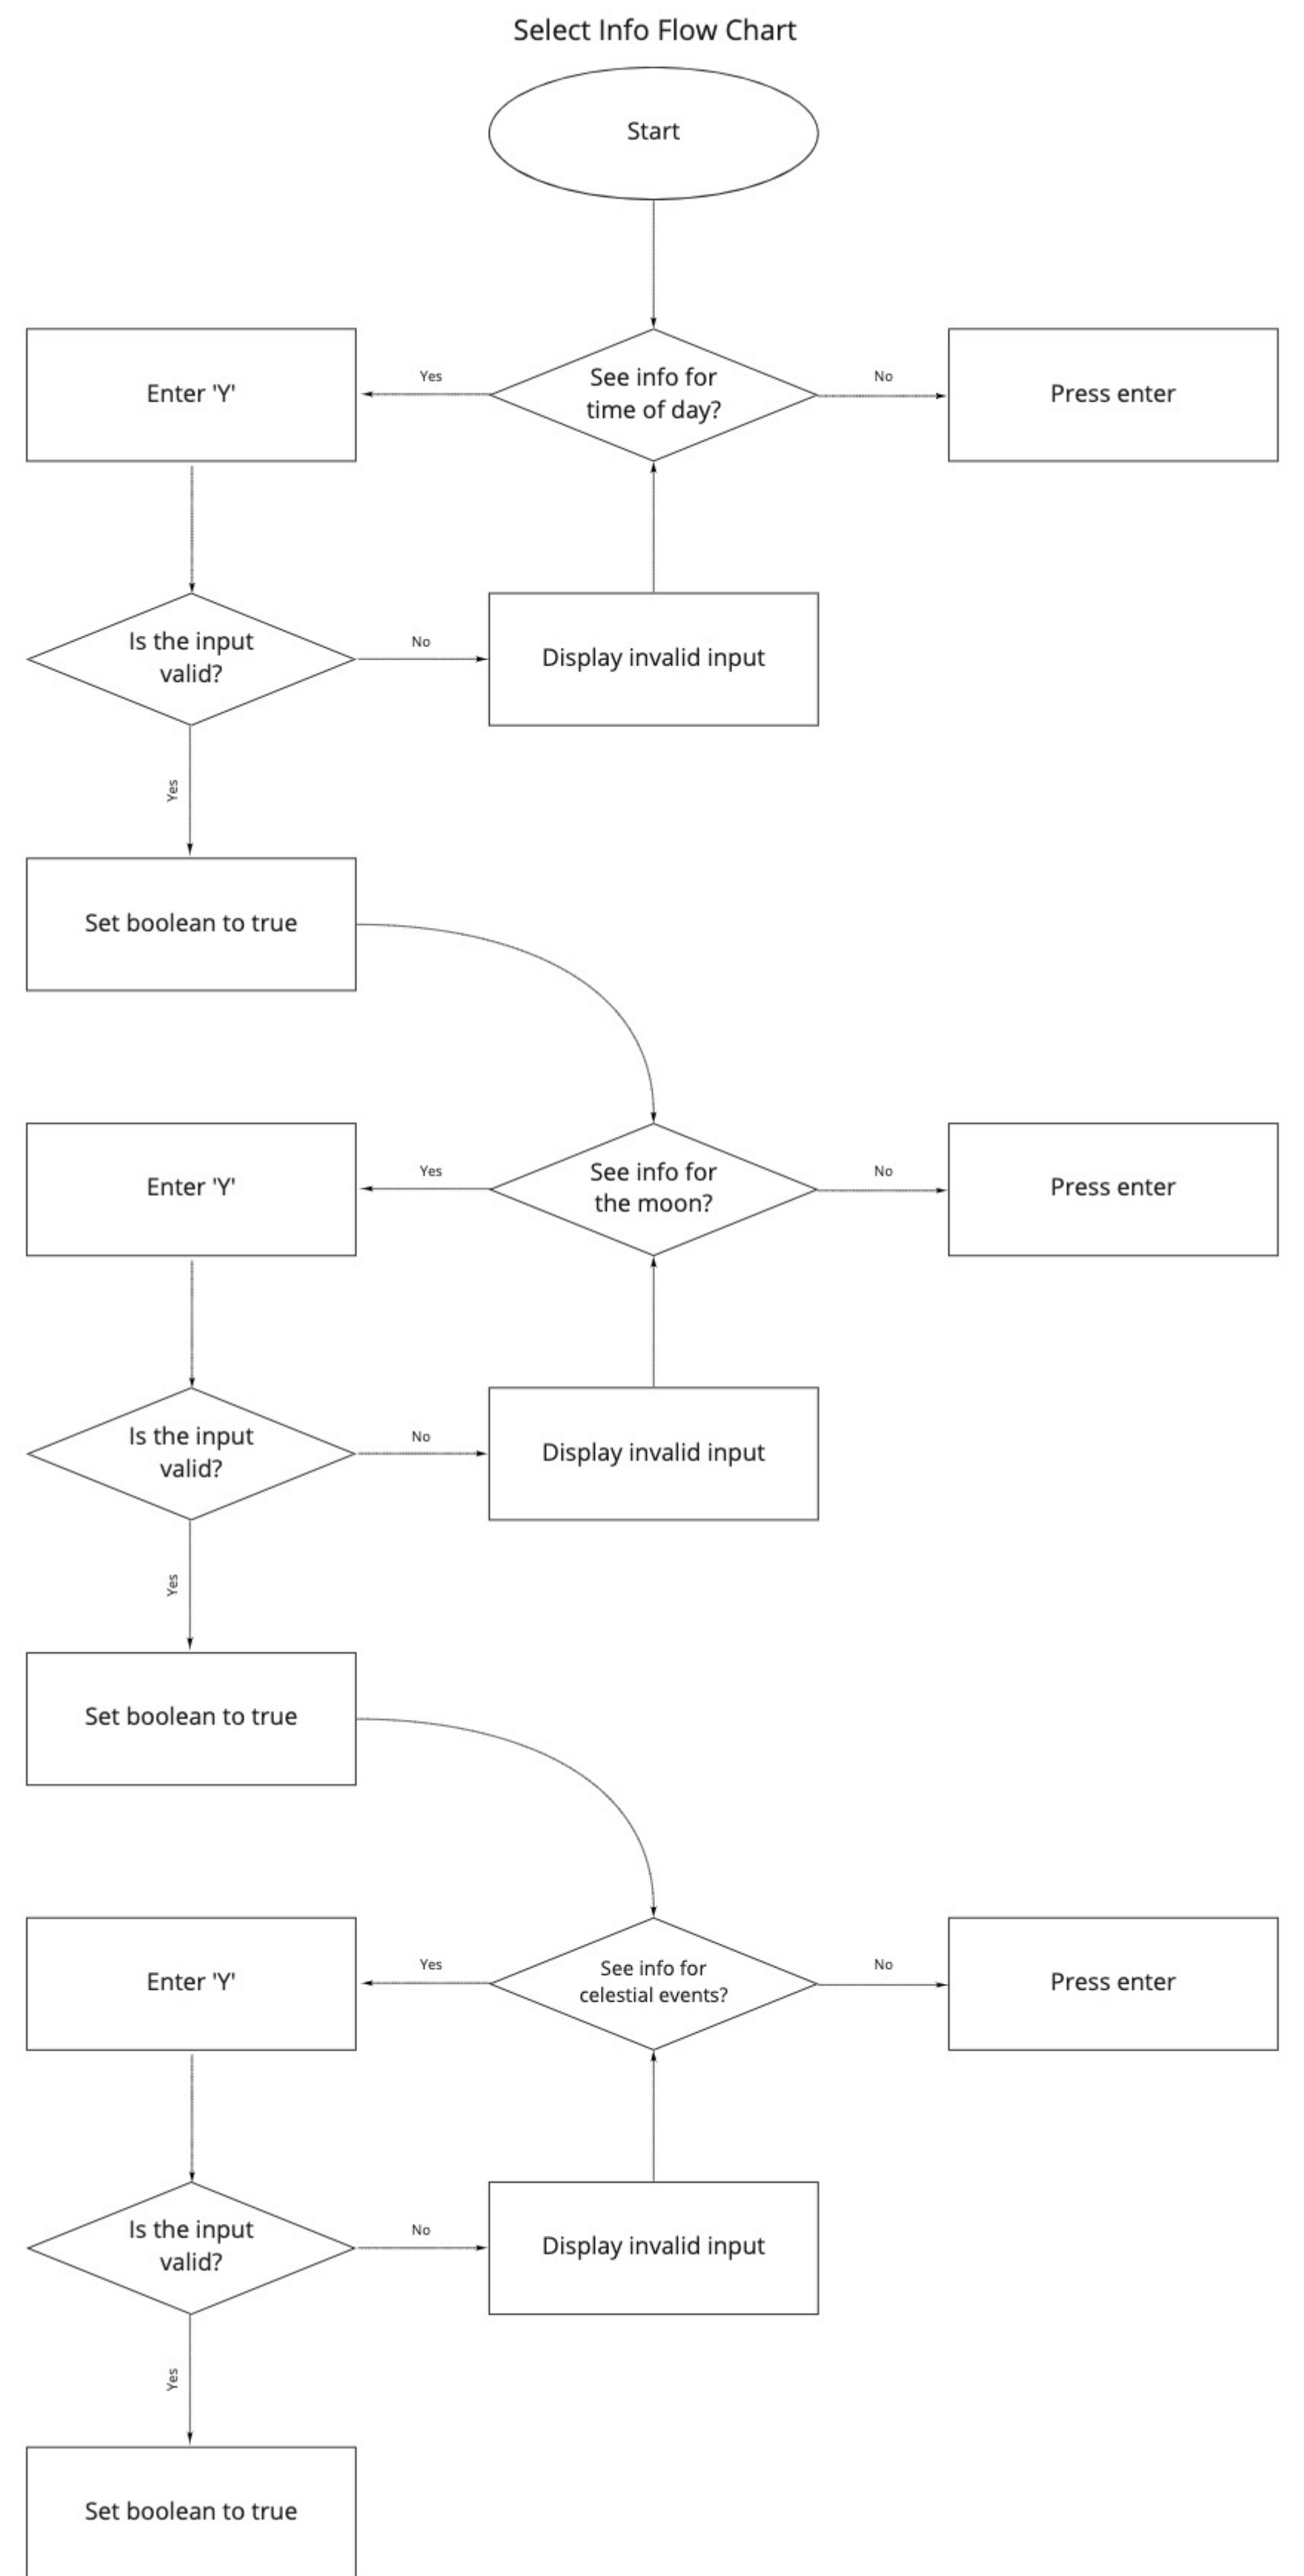 Select Info Flow Chart
Start
Enter 'Y'
Yes
See info for
time of day?
No
Press enter
Is the input
valid?
No
Display invalid input
Yes
Set boolean to true
Enter 'Y'
Yes
See info for
the moon?
No
Press enter
Is the input
valid?
No
Display invalid input
Yes
Set boolean to true
Enter 'Y'
Yes
See info for
celestial events?
No
Press enter
Is the input
valid?
No
Display invalid input
Yes
Set boolean to true